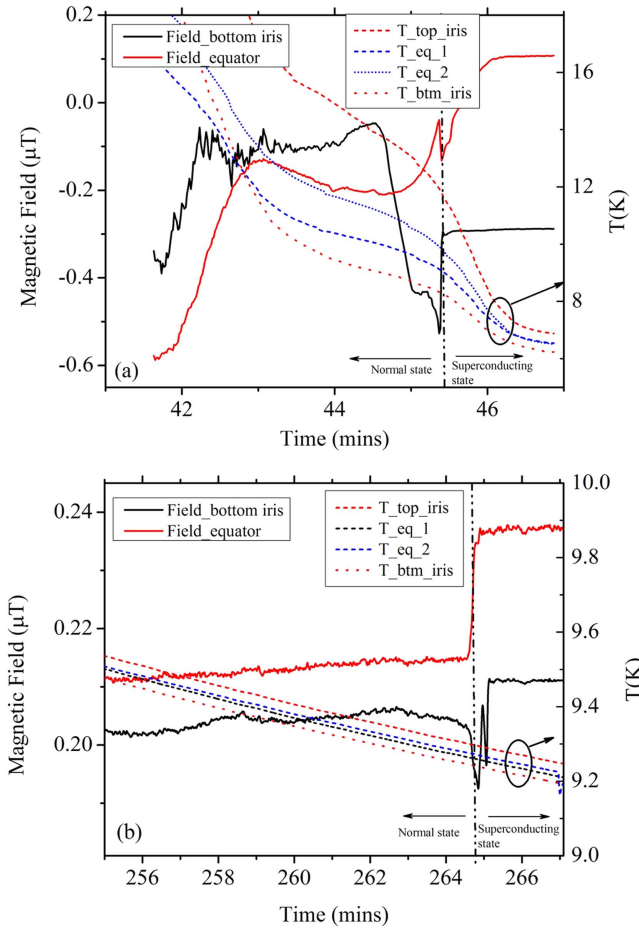 Field_bottom iris
Field_equator
T_top_iris
T_eq_1
T_eq_2
T_btm_iris
0.2
0.0
-0.2
-0.4
-0.6
Magnetic Field (μT)
16
12
8
T(K)
(a)
Normal state
Superconducting
state
42
44
46
Time (mins)
Field_bottom iris
Field_equator
T_top_iris
T_eq_1
T_eq_2
T_btm_iris
0.24
0.22
0.20
Magnetic Field (μT)
10.0
9.8
9.6
9.4
9.2
9.0
T(K)
(b)
Normal state
Superconducting
state
256
258
260
262
264
266
Time (mins)